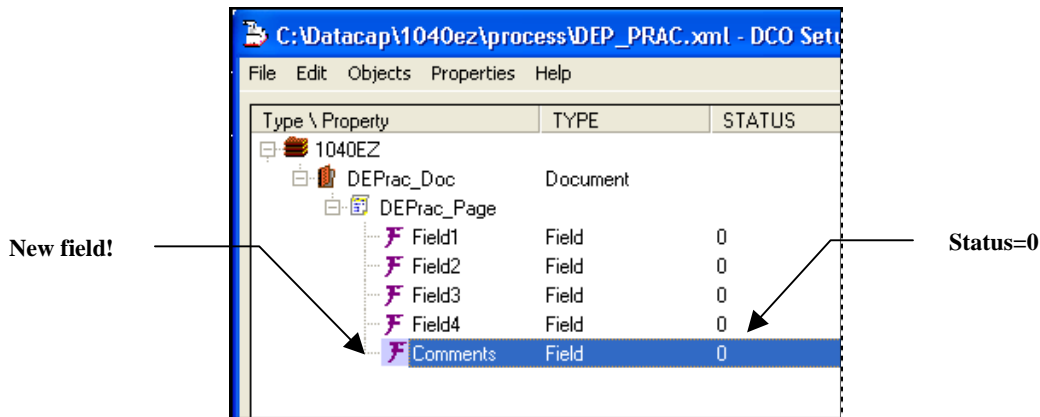 C:\Datacap\1040ez\process\DEP_PRAC.xml - DCO Setu
File Edit Objects Properties Help
Type \ Property TYPE STATUS
1040EZ
DEPrac_Doc Document
DEPrac_Page
Field1 Field 0
New field!
Status=0
Field2 Field 0
Field3 Field 0
Field4 Field 0
Comments Field 0